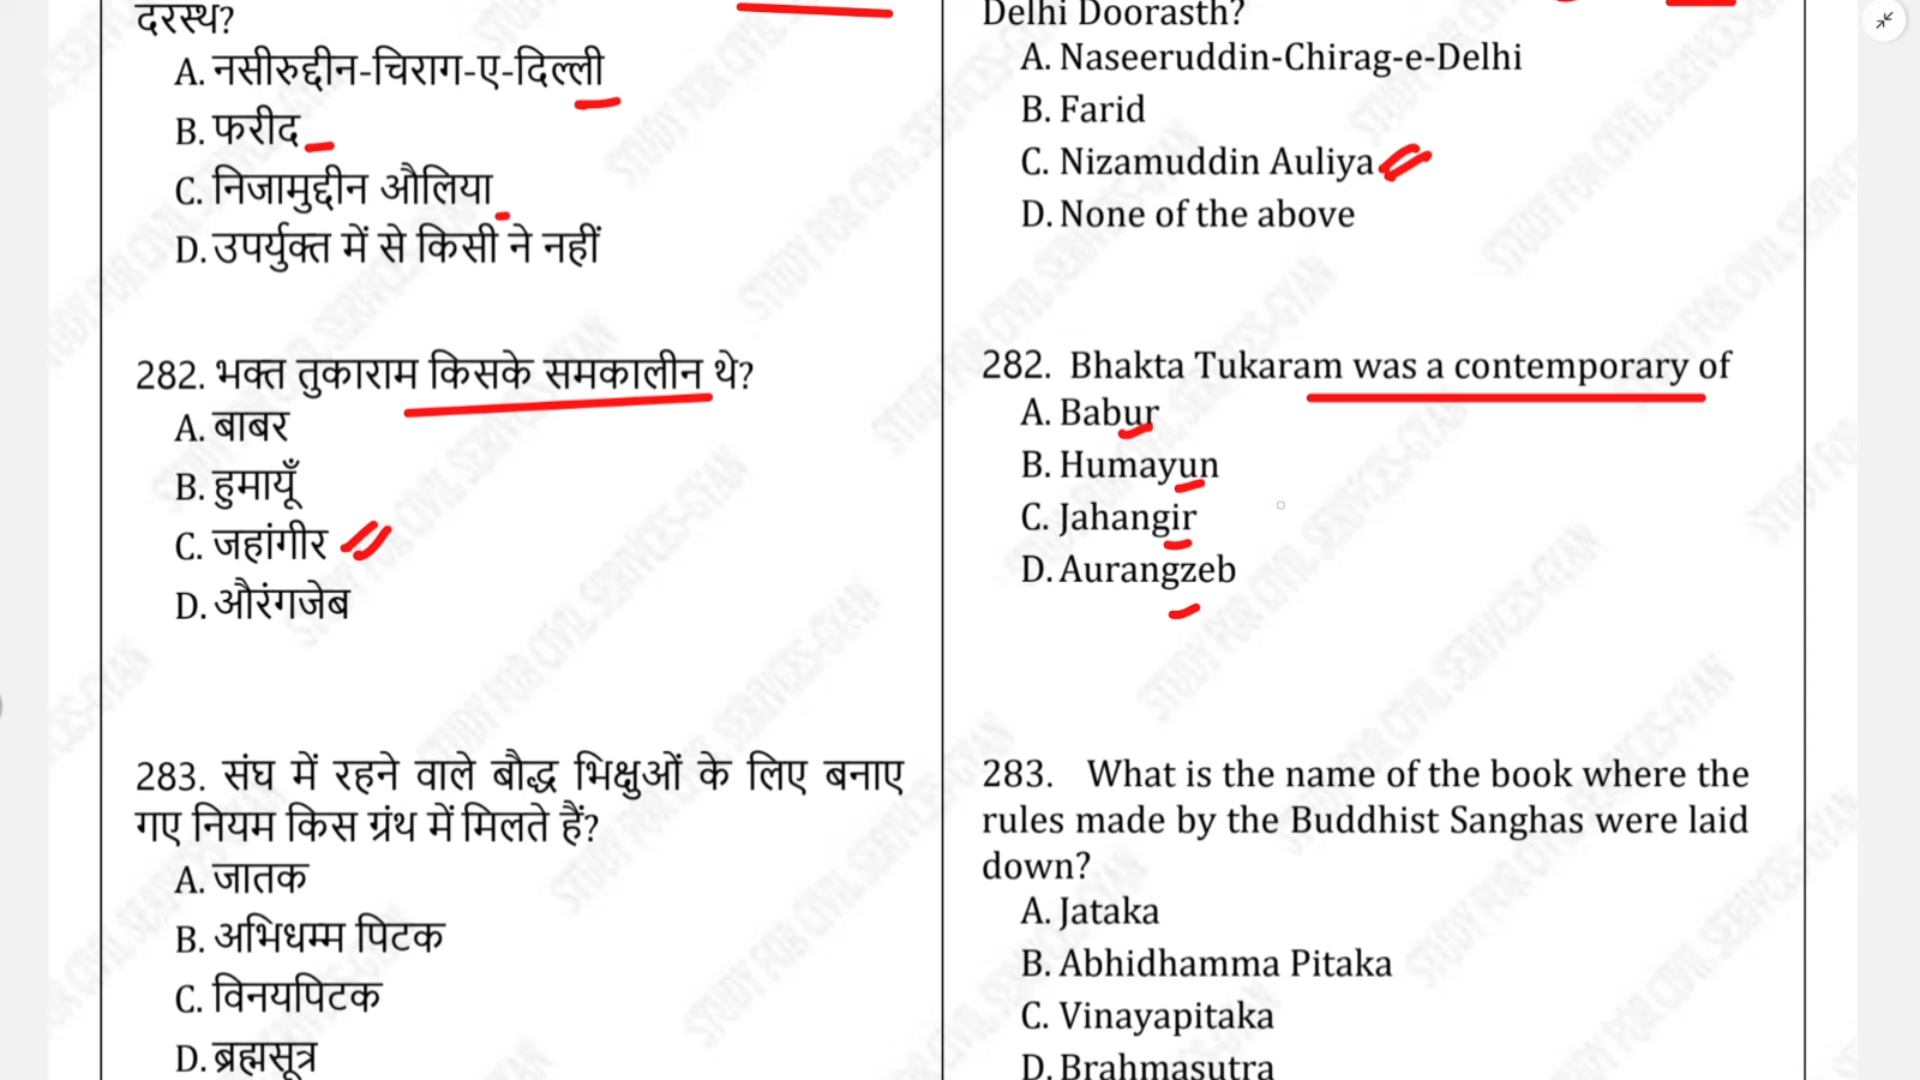 दरस्थ?
A. नसीरुद्दीन-चिराग-ए-दिल्ली
B. फरीद
C. निजामुद्दीन औलिया
D. उपर्युक्त में से किसी ने नहीं
282. भक्त तुकाराम किसके समकालीन थे?
A. बाबर
B. हुमायूँ
C. जहांगीर
D. औरंगजेब
283. संघ में रहने वाले बौद्ध भिक्षुओं के लिए बनाए
गए नियम किस ग्रंथ में मिलते हैं?
A. जातक
B. अभिधम्म पिटक
C. विनयपिटक
D. ब्रह्मसूत्र
Delhi Doorasth?
A. Naseeruddin-Chirag-e-Delhi
B. Farid
C. Nizamuddin Auliya
D. None of the above
282. Bhakta Tukaram was a contemporary of
A. Babur
B. Humayun
C. Jahangir
D. Aurangzeb
283. What is the name of the book where the
rules made by the Buddhist Sanghas were laid
down?
A. Jataka
B. Abhidhamma Pitaka
C. Vinayapitaka
D. Brahmasutra